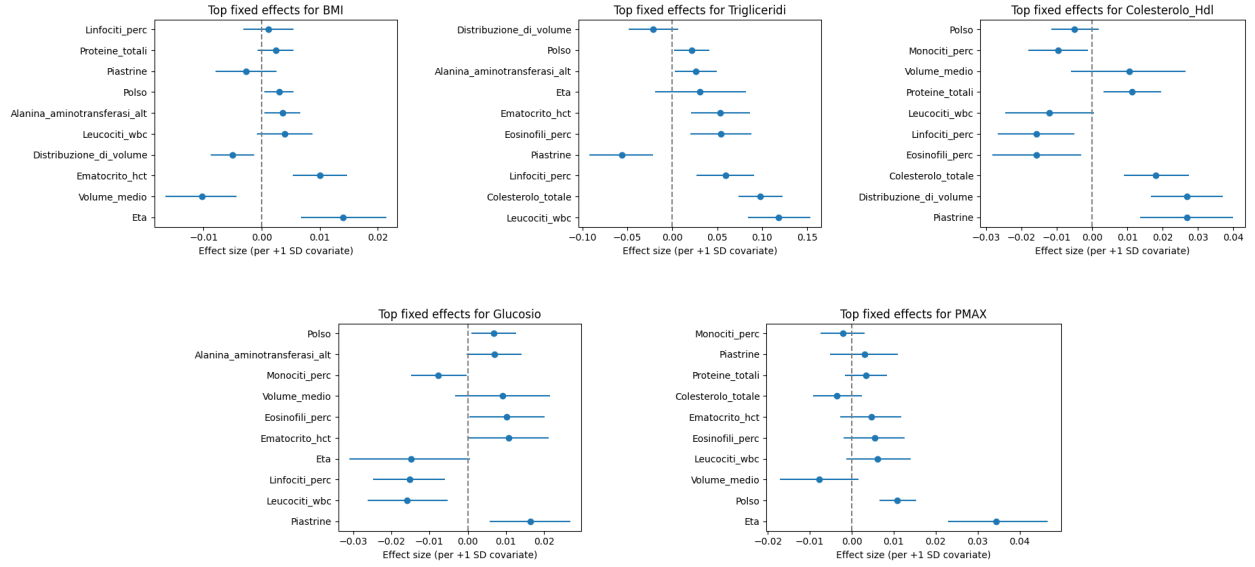 Top fixed effects for BMI
Linfociti_perc
Proteine_totali
Piastrine
Polso
Alanina_aminotransferasi_alt
Leucociti_wbc
Distribuzione_di_volume
Ematocrito_hct
Volume_medio
Eta
−0.01 0.00 0.01 0.02
Effect size (per +1 SD covariate)
Top fixed effects for Trigliceridi
Distribuzione_di_volume
Polso
Alanina_aminotransferasi_alt
Eta
Ematocrito_hct
Eosinofili_perc
Piastrine
Linfociti_perc
Colesterolo_totale
Leucociti_wbc
−0.10 −0.05 0.00 0.05 0.10 0.15
Effect size (per +1 SD covariate)
Top fixed effects for Colesterolo_Hdl
Polso
Monociti_perc
Volume_medio
Proteine_totali
Leucociti_wbc
Linfociti_perc
Eosinofili_perc
Colesterolo_totale
Distribuzione_di_volume
Piastrine
−0.03 −0.02 −0.01 0.00 0.01 0.02 0.03 0.04
Effect size (per +1 SD covariate)
Top fixed effects for Glucosio
Polso
Alanina_aminotransferasi_alt
Monociti_perc
Volume_medio
Eosinofili_perc
Ematocrito_hct
Eta
Linfociti_perc
Leucociti_wbc
Piastrine
−0.03 −0.02 −0.01 0.00 0.01 0.02
Effect size (per +1 SD covariate)
Top fixed effects for PMAX
Monociti_perc
Piastrine
Proteine_totali
Colesterolo_totale
Ematocrito_hct
Eosinofili_perc
Leucociti_wbc
Volume_medio
Polso
Eta
−0.02 −0.01 0.00 0.01 0.02 0.03 0.04
Effect size (per +1 SD covariate)